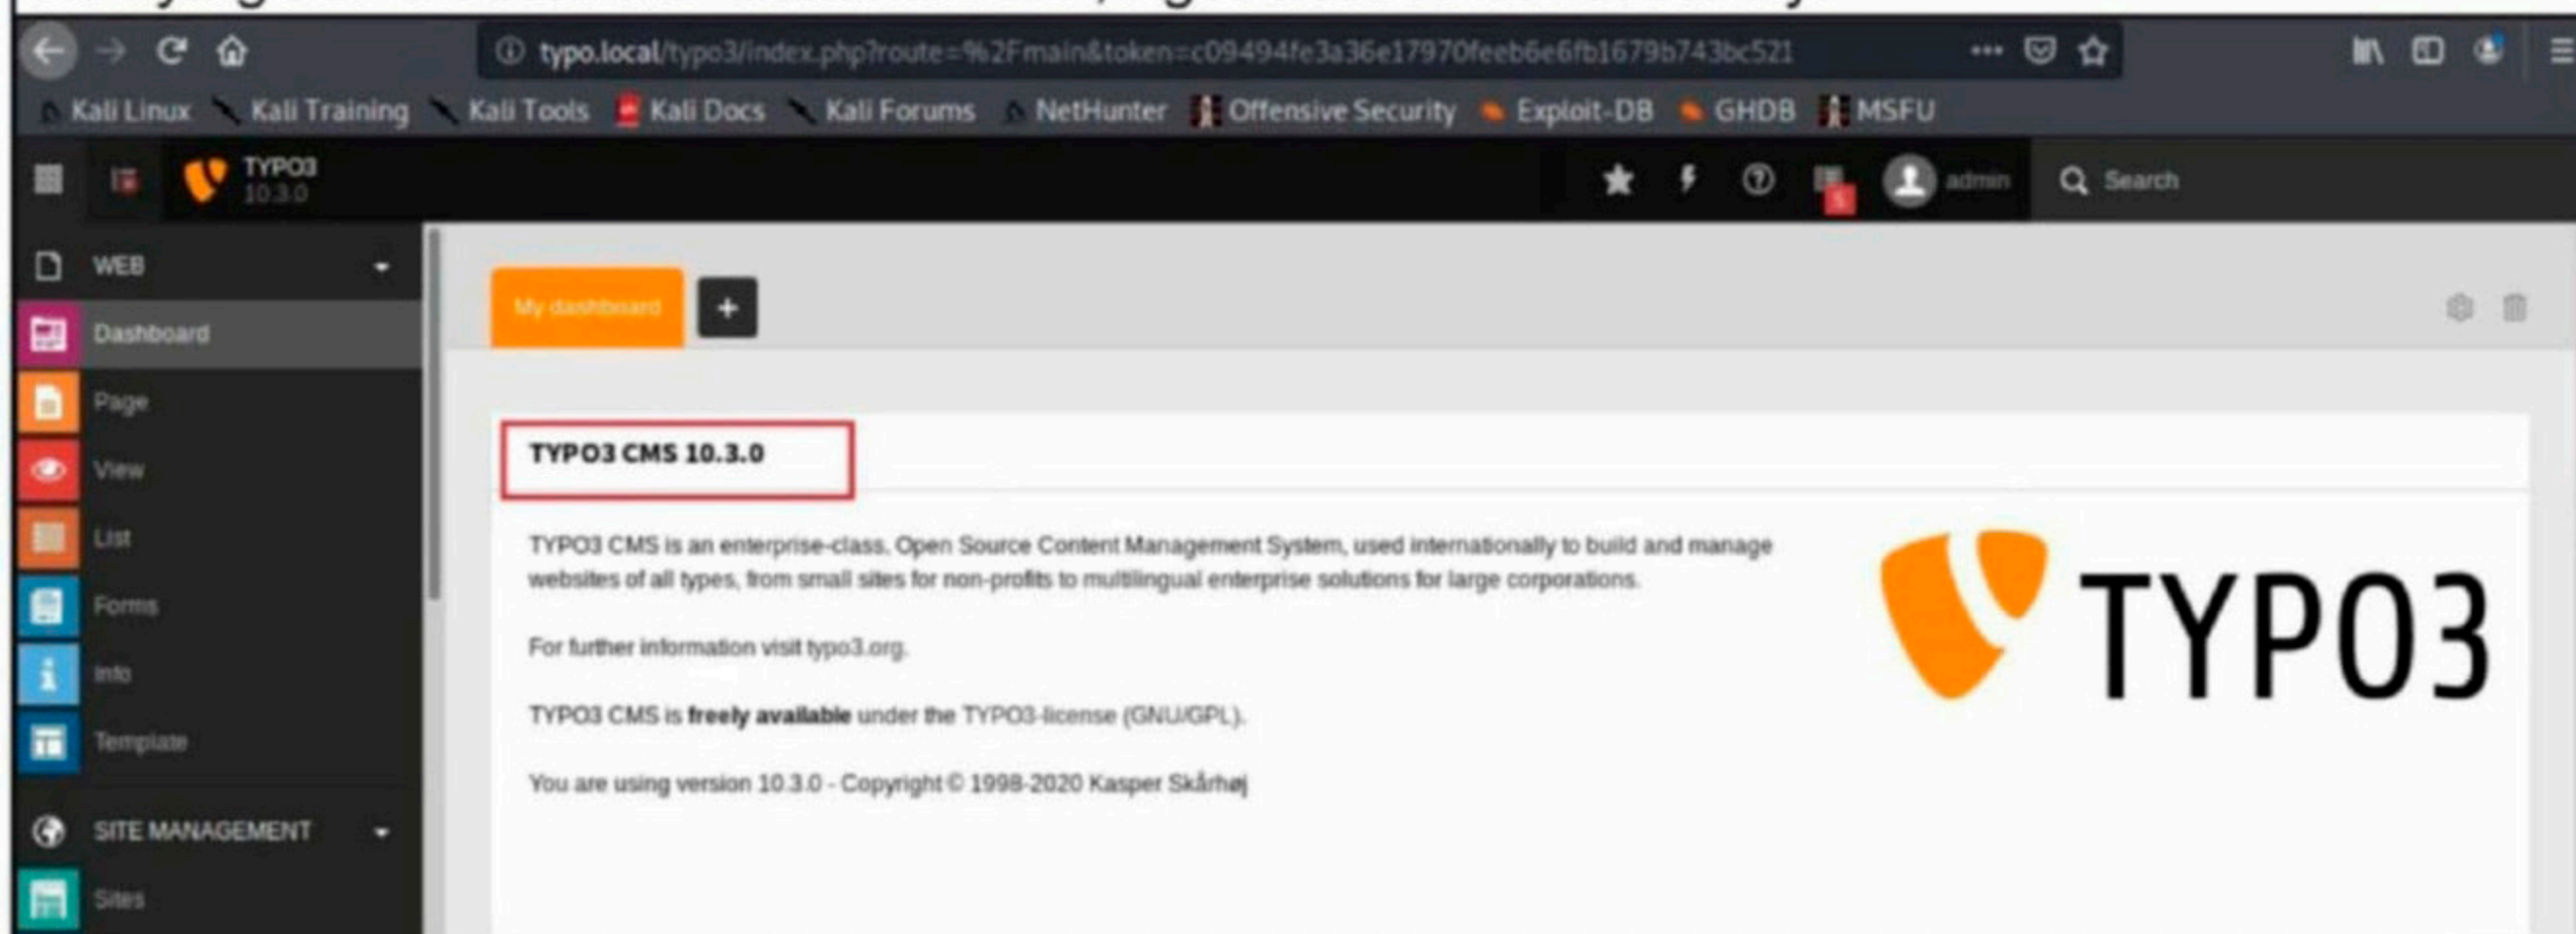 typo.local/typo3/index.php?route=%2Fmain&token=c09494fe3a36e17970feeb6e6fb1679b743bc521
Kali Linux Kali Training Kali Tools Kali Docs Kali Forums NetHunter Offensive Security Exploit-DB GHDB MSFU
TYPO3
10.3.0
5 admin Search
WEB
Dashboard
Page
View
List
Forms
Info
Template
SITE MANAGEMENT
Sites
My dashboard +
TYPO3 CMS 10.3.0
TYPO3 CMS is an enterprise-class, Open Source Content Management System, used internationally to build and manage
websites of all types, from small sites for non-profits to multilingual enterprise solutions for large corporations.
For further information visit typo3.org.
TYPO3 CMS is freely available under the TYPO3-license (GNU/GPL).
You are using version 10.3.0 - Copyright © 1998-2020 Kasper Skårhøj
TYPO3